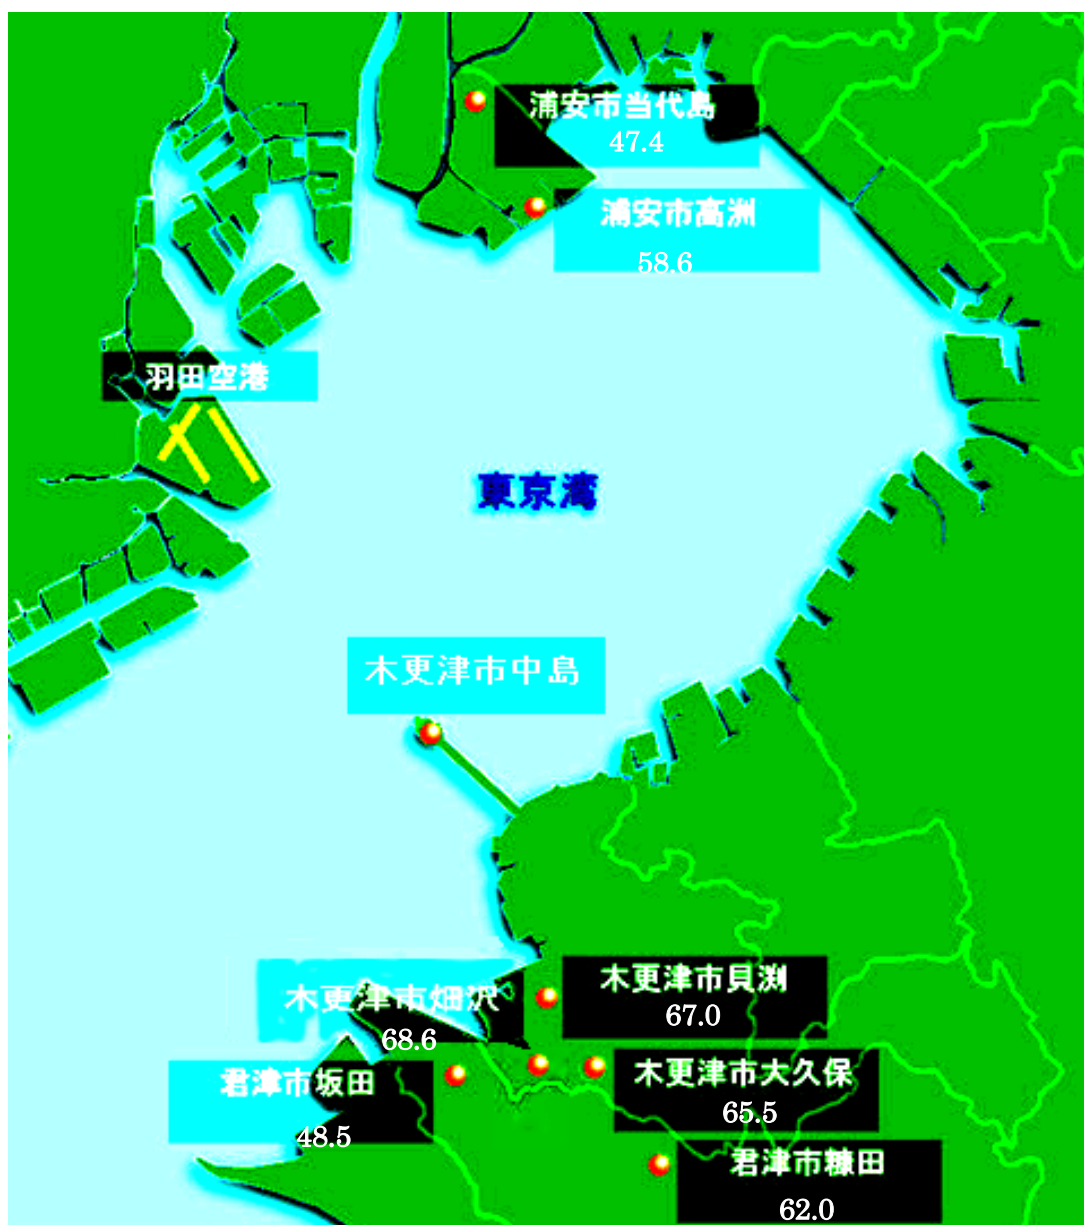 浦安市当代島
47.4
浦安市高洲
58.6
羽田空港
東京湾
木更津市中島
木更津市貝渕
67.0
木更津市畑沢
68.6
木更津市大久保
65.5
君津市坂田
48.5
君津市糠田
62.0